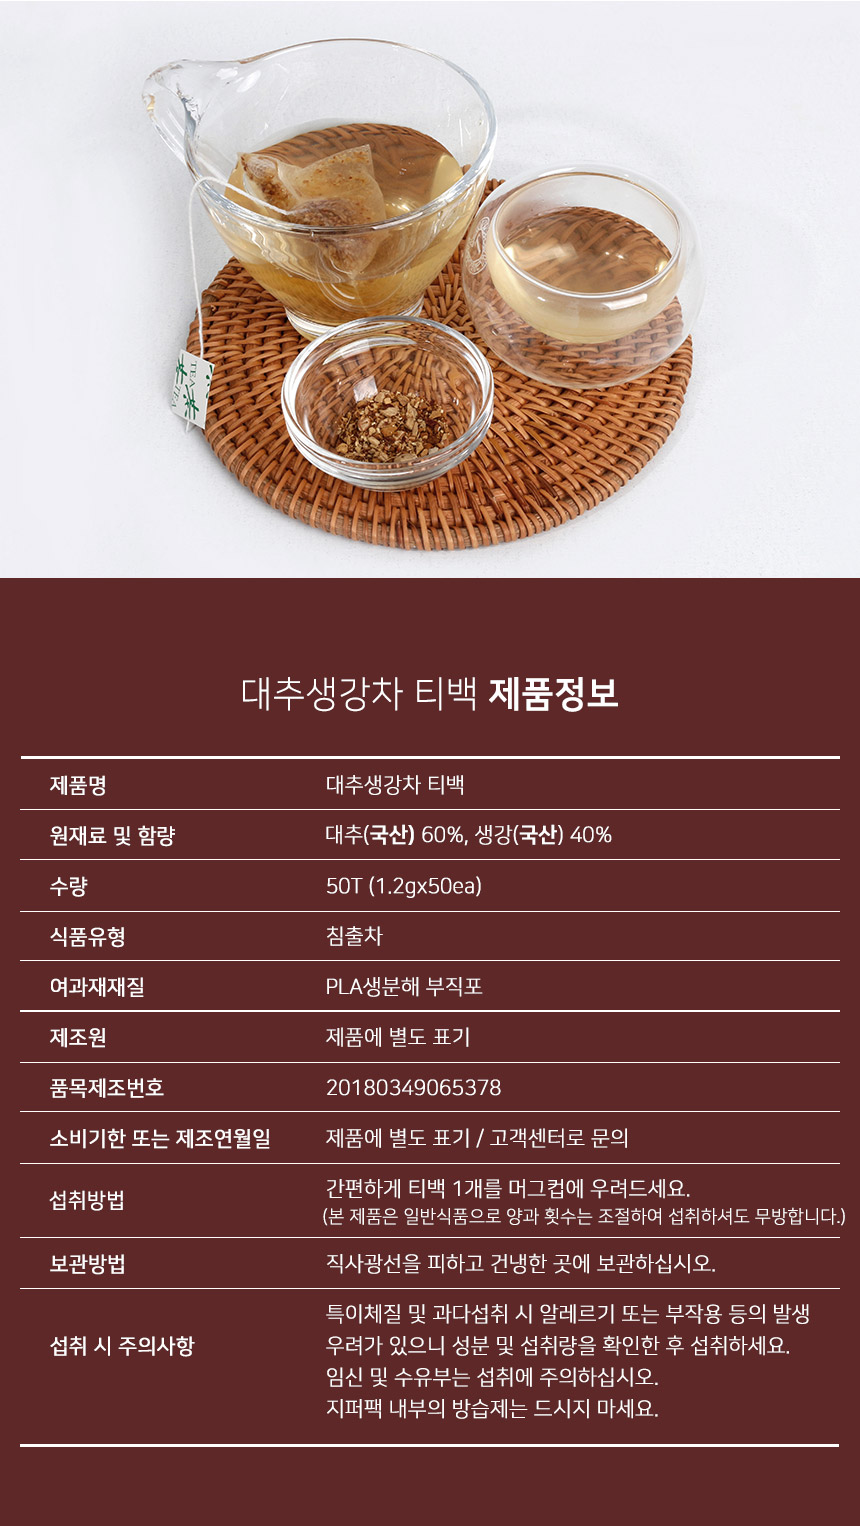 TEA
TEA
대추생강차 티백 제품정보
제품명 대추생강차 티백
원재료 및 함량 대추(국산) 60%, 생강(국산) 40%
수량 50T (1.2gx50ea)
식품유형 침출차
여과재재질 PLA생분해 부직포
제조원 제품에 별도 표기
품목제조번호 20180349065378
소비기한 또는 제조연월일 제품에 별도 표기 / 고객센터로 문의
섭취방법 간편하게 티백 1개를 머그컵에 우려드세요.
(본 제품은 일반식품으로 양과 횟수는 조절하여 섭취하셔도 무방합니다.)
보관방법 직사광선을 피하고 건냉한 곳에 보관하십시오.
섭취 시 주의사항 특이체질 및 과다섭취 시 알레르기 또는 부작용 등의 발생
우려가 있으니 성분 및 섭취량을 확인한 후 섭취하세요.
임신 및 수유부는 섭취에 주의하십시오.
지퍼팩 내부의 방습제는 드시지 마세요.